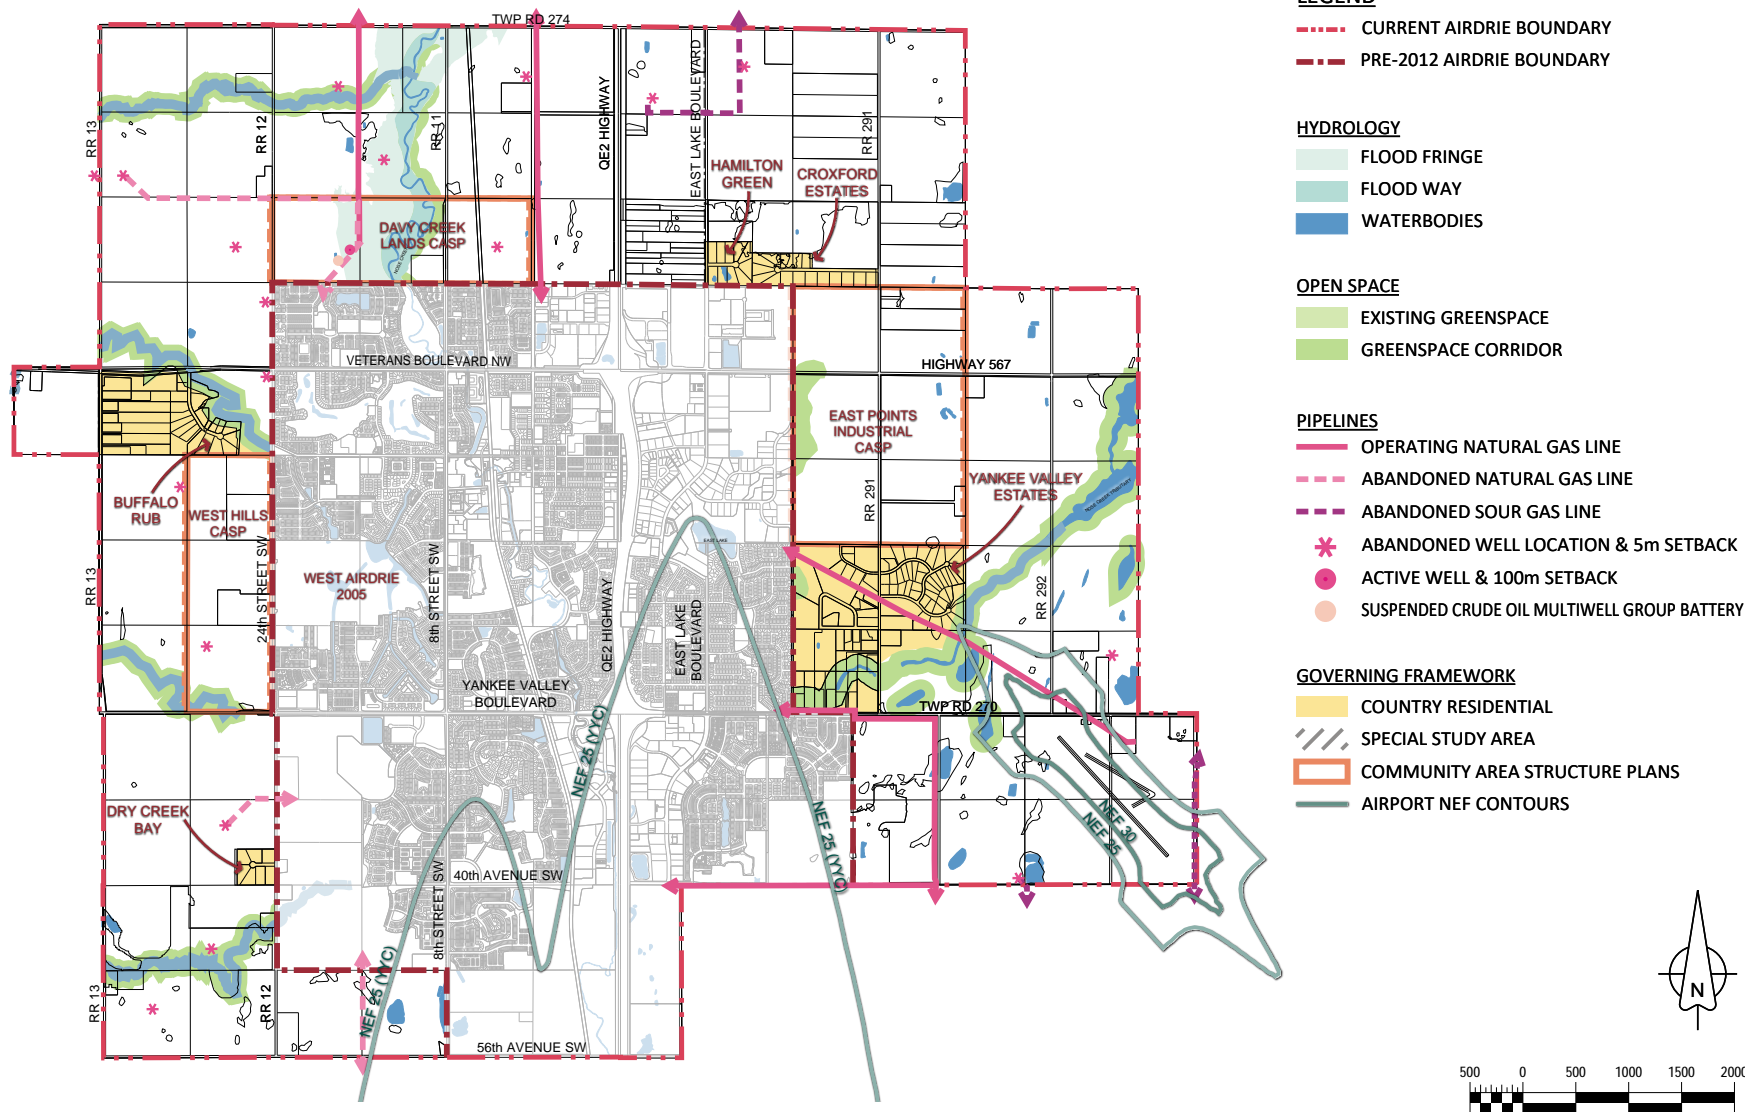 TWP RD 274
RR 13
RR 12
RR 11
QE2 HIGHWAY
EAST LAKE BOULEVARD
RR 291
HAMILTON
GREEN
CROXFORD
ESTATES
DAVY CREEK
LANDS CASP
VETERANS BOULEVARD NW
HIGHWAY 567
EAST POINTS
INDUSTRIAL
CASP
RR 291
YANKEE VALLEY
ESTATES
BUFFALO
RUB
WEST HILLS
CASP
RR 13
24th STREET SW
WEST AIRDRIE
2005
8th STREET SW
QE2 HIGHWAY
EAST LAKE
EAST LAKE
BOULEVARD
NOSE CREEK TRIBUTARY
RR 292
YANKEE VALLEY
BOULEVARD
TWP RD 270
NEF 25 (YYC)
NEF 25 (YYC)
NEF 30
NEF 25
DRY CREEK
BAY
40th AVENUE SW
8th STREET SW
NEF 25 (YYC)
RR 13
RR 12
56th AVENUE SW
LEGEND
CURRENT AIRDRIE BOUNDARY
PRE-2012 AIRDRIE BOUNDARY
HYDROLOGY
FLOOD FRINGE
FLOOD WAY
WATERBODIES
OPEN SPACE
EXISTING GREENSPACE
GREENSPACE CORRIDOR
PIPELINES
OPERATING NATURAL GAS LINE
ABANDONED NATURAL GAS LINE
ABANDONED SOUR GAS LINE
ABANDONED WELL LOCATION & 5m SETBACK
ACTIVE WELL & 100m SETBACK
SUSPENDED CRUDE OIL MULTIWELL GROUP BATTERY
GOVERNING FRAMEWORK
COUNTRY RESIDENTIAL
SPECIAL STUDY AREA
COMMUNITY AREA STRUCTURE PLANS
AIRPORT NEF CONTOURS
N
500 0 500 1000 1500 200